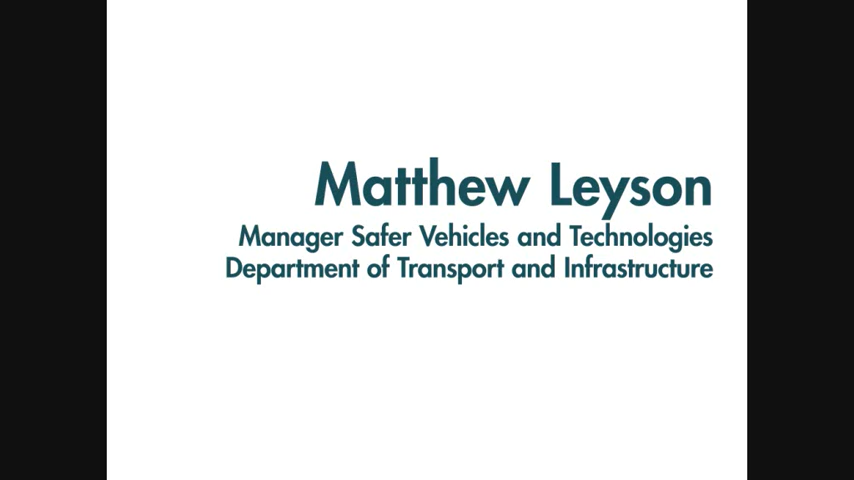 Matthew Leyson
Manager Safer Vehicles and Technologies
Department of Transport and Infrastructure